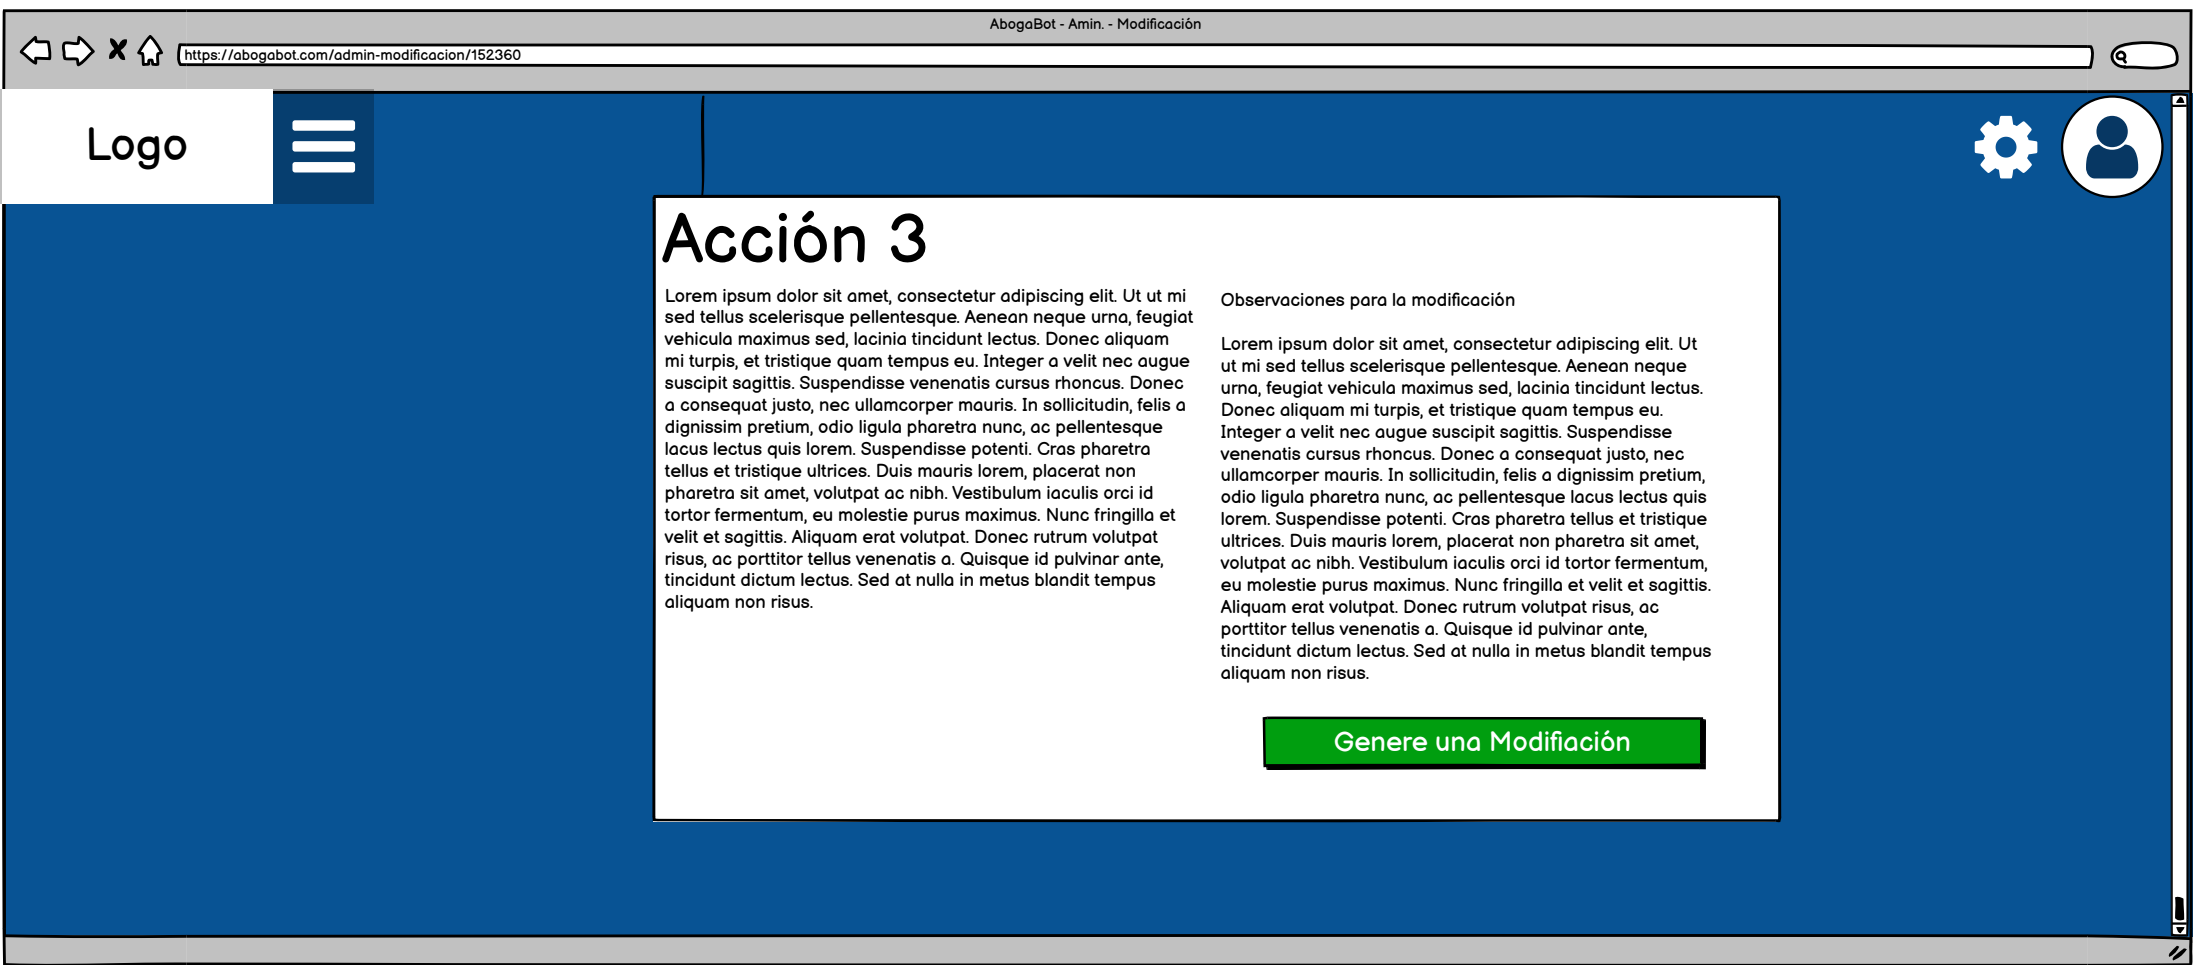 AbogaBot - Amin. - Modificación
https://abogabot.com/admin-modificacion/152360
Logo
Acción 3
Lorem ipsum dolor sit amet, consectetur adipiscing elit. Ut ut mi
sed tellus scelerisque pellentesque. Aenean neque urna, feugiat
vehicula maximus sed, lacinia tincidunt lectus. Donec aliquam
mi turpis, et tristique quam tempus eu. Integer a velit nec augue
suscipit sagittis. Suspendisse venenatis cursus rhoncus. Donec
a consequat justo, nec ullamcorper mauris. In sollicitudin, felis a
dignissim pretium, odio ligula pharetra nunc, ac pellentesque
lacus lectus quis lorem. Suspendisse potenti. Cras pharetra
tellus et tristique ultrices. Duis mauris lorem, placerat non
pharetra sit amet, volutpat ac nibh. Vestibulum iaculis orci id
tortor fermentum, eu molestie purus maximus. Nunc fringilla et
velit et sagittis. Aliquam erat volutpat. Donec rutrum volutpat
risus, ac porttitor tellus venenatis a. Quisque id pulvinar ante,
tincidunt dictum lectus. Sed at nulla in metus blandit tempus
aliquam non risus.
Observaciones para la modificación
Lorem ipsum dolor sit amet, consectetur adipiscing elit. Ut
ut mi sed tellus scelerisque pellentesque. Aenean neque
urna, feugiat vehicula maximus sed, lacinia tincidunt lectus.
Donec aliquam mi turpis, et tristique quam tempus eu.
Integer a velit nec augue suscipit sagittis. Suspendisse
venenatis cursus rhoncus. Donec a consequat justo, nec
ullamcorper mauris. In sollicitudin, felis a dignissim pretium,
odio ligula pharetra nunc, ac pellentesque lacus lectus quis
lorem. Suspendisse potenti. Cras pharetra tellus et tristique
ultrices. Duis mauris lorem, placerat non pharetra sit amet,
volutpat ac nibh. Vestibulum iaculis orci id tortor fermentum,
eu molestie purus maximus. Nunc fringilla et velit et sagittis.
Aliquam erat volutpat. Donec rutrum volutpat risus, ac
porttitor tellus venenatis a. Quisque id pulvinar ante,
tincidunt dictum lectus. Sed at nulla in metus blandit tempus
aliquam non risus.
Genere una Modifiación